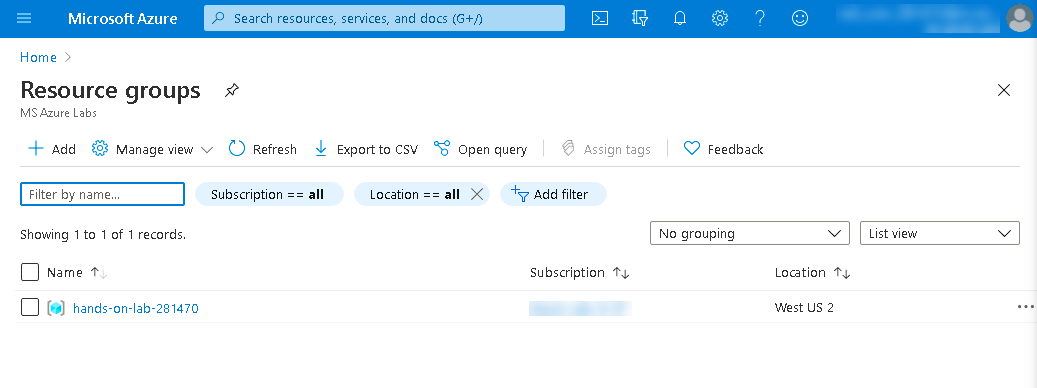 Microsoft Azure Search resources, services, and docs (G+/)
Home
Resource groups
MS Azure Labs
Add Manage view Refresh Export to CSV Open query Assign tags Feedback
Filter by name... Subscription == all Location == all Add filter
Showing 1 to 1 of 1 records. No grouping List view
Name Subscription Location
hands-on-lab-281470 West US 2